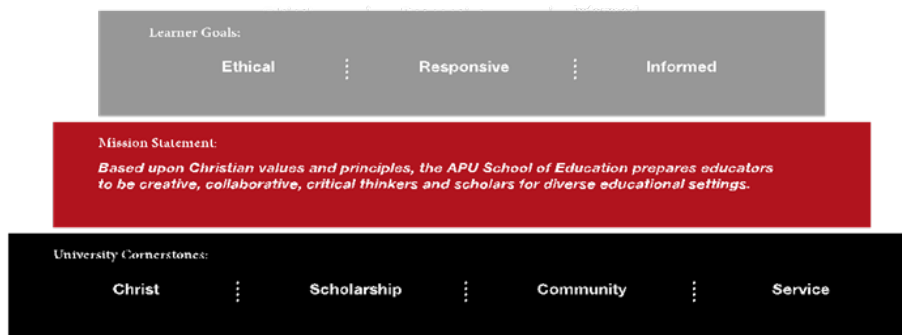 Learner Goals:
Ethical Responsive Informed
Mission Statement:
Based upon Christian values and principles, the APU School of Education prepares educators
to be creative, collaborative, critical thinkers and scholars for diverse educational settings.
University Cornerstones:
Christ Scholarship Community Service